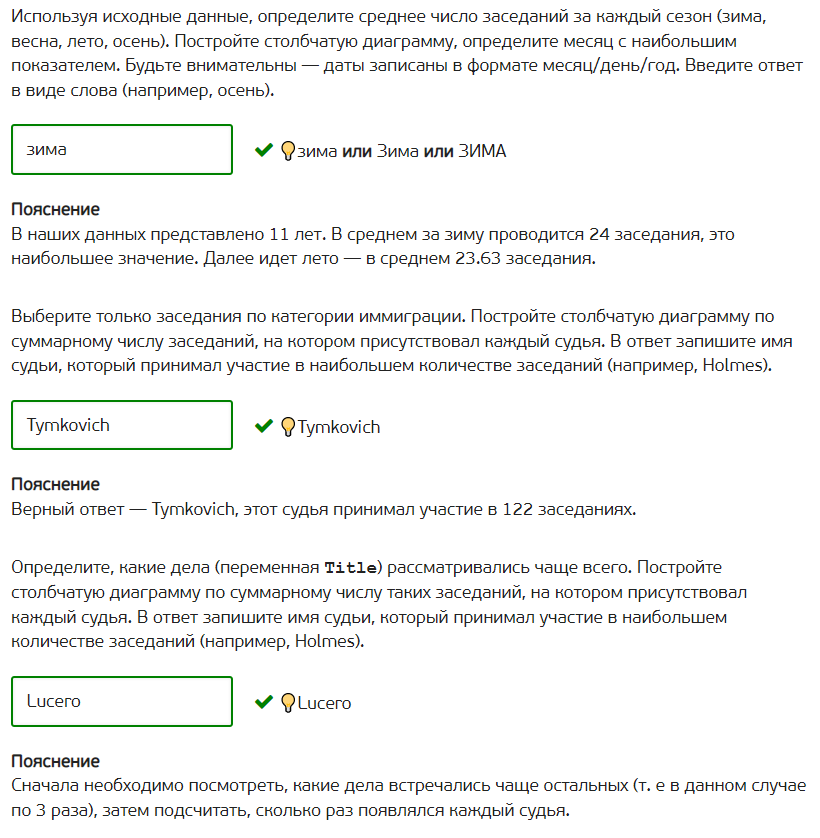 Используя исходные данные, определите среднее число заседаний за каждый сезон (зима,
весна, лето, осень). Постройте столбчатую диаграмму, определите месяц с наибольшим
показателем. Будьте внимательны — даты записаны в формате месяц/день/год. Введите ответ
в виде слова (например, осень).
зима
зима или Зима или ЗИМА
Пояснение
В наших данных представлено 11 лет. В среднем за зиму проводится 24 заседания, это
наибольшее значение. Далее идет лето — в среднем 23.63 заседания.
Выберите только заседания по категории иммиграции. Постройте столбчатую диаграмму по
суммарному числу заседаний, на котором присутствовал каждый судья. В ответ запишите имя
судьи, который принимал участие в наибольшем количестве заседаний (например, Holmes).
Tymkovich
Tymkovich
Пояснение
Верный ответ — Tymkovich, этот судья принимал участие в 122 заседаниях.
Определите, какие дела (переменная Title) рассматривались чаще всего. Постройте
столбчатую диаграмму по суммарному числу таких заседаний, на котором присутствовал
каждый судья. В ответ запишите имя судьи, который принимал участие в наибольшем
количестве заседаний (например, Holmes).
Lucero
Lucero
Пояснение
Сначала необходимо посмотреть, какие дела встречались чаще остальных (т. е в данном случае
по 3 раза), затем подсчитать, сколько раз появлялся каждый судья.